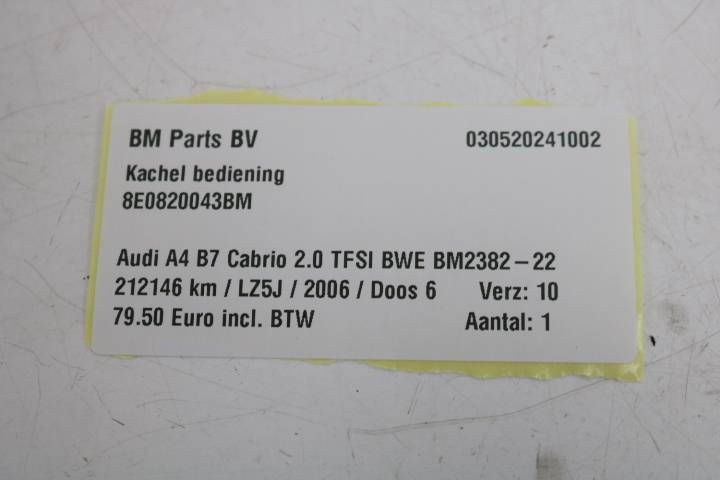 BM Parts BV 030520241002
Kachel bediening
8E0820043BM
Audi A4 B7 Cabrio 2.0 TFSI BWE BM2382-22
212146 km / LZ5J / 2006 / Doos 6 Verz: 10
79.50 Euro incl. BTW Aantal: 1